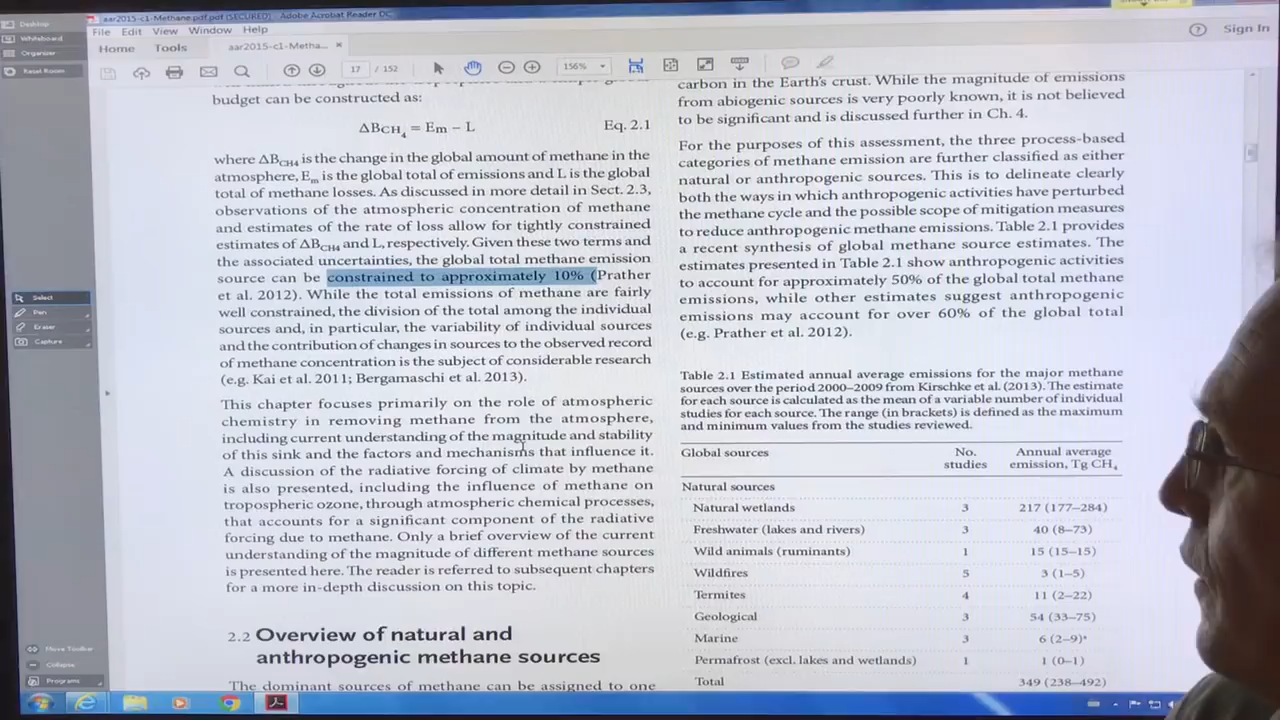 Desktop
Whiteboard
Organizer
Reset Room
aar2015-c1-Methane.pdf.pdf (SECURED) - Adobe Acrobat Reader DC
File Edit View Window Help
Home Tools aar2015-c1-Metha... ×
Sign In
17 / 152
156%
budget can be constructed as:
ΔBCH4 = Em – L Eq. 2.1
where ΔBCH4 is the change in the global amount of methane in the
atmosphere, Em is the global total of emissions and L is the global
total of methane losses. As discussed in more detail in Sect. 2.3,
observations of the atmospheric concentration of methane
and estimates of the rate of loss allow for tightly constrained
estimates of ΔBCH4 and L, respectively. Given these two terms and
the associated uncertainties, the global total methane emission
source can be constrained to approximately 10% (Prather
et al. 2012). While the total emissions of methane are fairly
well constrained, the division of the total among the individual
sources and, in particular, the variability of individual sources
and the contribution of changes in sources to the observed record
of methane concentration is the subject of considerable research
(e.g. Kai et al. 2011; Bergamaschi et al. 2013).
This chapter focuses primarily on the role of atmospheric
chemistry in removing methane from the atmosphere,
including current understanding of the magnitude and stability
of this sink and the factors and mechanisms that influence it.
A discussion of the radiative forcing of climate by methane
is also presented, including the influence of methane on
tropospheric ozone, through atmospheric chemical processes,
that accounts for a significant component of the radiative
forcing due to methane. Only a brief overview of the current
understanding of the magnitude of different methane sources
is presented here. The reader is referred to subsequent chapters
for a more in-depth discussion on this topic.
2.2 Overview of natural and
anthropogenic methane sources
The dominant sources of methane can be assigned to one
carbon in the Earth's crust. While the magnitude of emissions
from abiogenic sources is very poorly known, it is not believed
to be significant and is discussed further in Ch. 4.
For the purposes of this assessment, the three process-based
categories of methane emission are further classified as either
natural or anthropogenic sources. This is to delineate clearly
both the ways in which anthropogenic activities have perturbed
the methane cycle and the possible scope of mitigation measures
to reduce anthropogenic methane emissions. Table 2.1 provides
a recent synthesis of global methane source estimates. The
estimates presented in Table 2.1 show anthropogenic activities
to account for approximately 50% of the global total methane
emissions, while other estimates suggest anthropogenic
emissions may account for over 60% of the global total
(e.g. Prather et al. 2012).
Table 2.1 Estimated annual average emissions for the major methane
sources over the period 2000–2009 from Kirschke et al. (2013). The estimate
for each source is calculated as the mean of a variable number of individual
studies for each source. The range (in brackets) is defined as the maximum
and minimum values from the studies reviewed.
Global sources No. studies Annual average emission, Tg CH4
Natural sources
Natural wetlands 3 217 (177–284)
Freshwater (lakes and rivers) 3 40 (8–73)
Wild animals (ruminants) 1 15 (15–15)
Wildfires 5 3 (1–5)
Termites 4 11 (2–22)
Geological 3 54 (33–75)
Marine 3 6 (2–9)ᵃ
Permafrost (excl. lakes and wetlands) 1 1 (0–1)
Total 349 (238–492)
Select
Pen
Eraser
Capture
Move Toolbar
Collapse
Programs